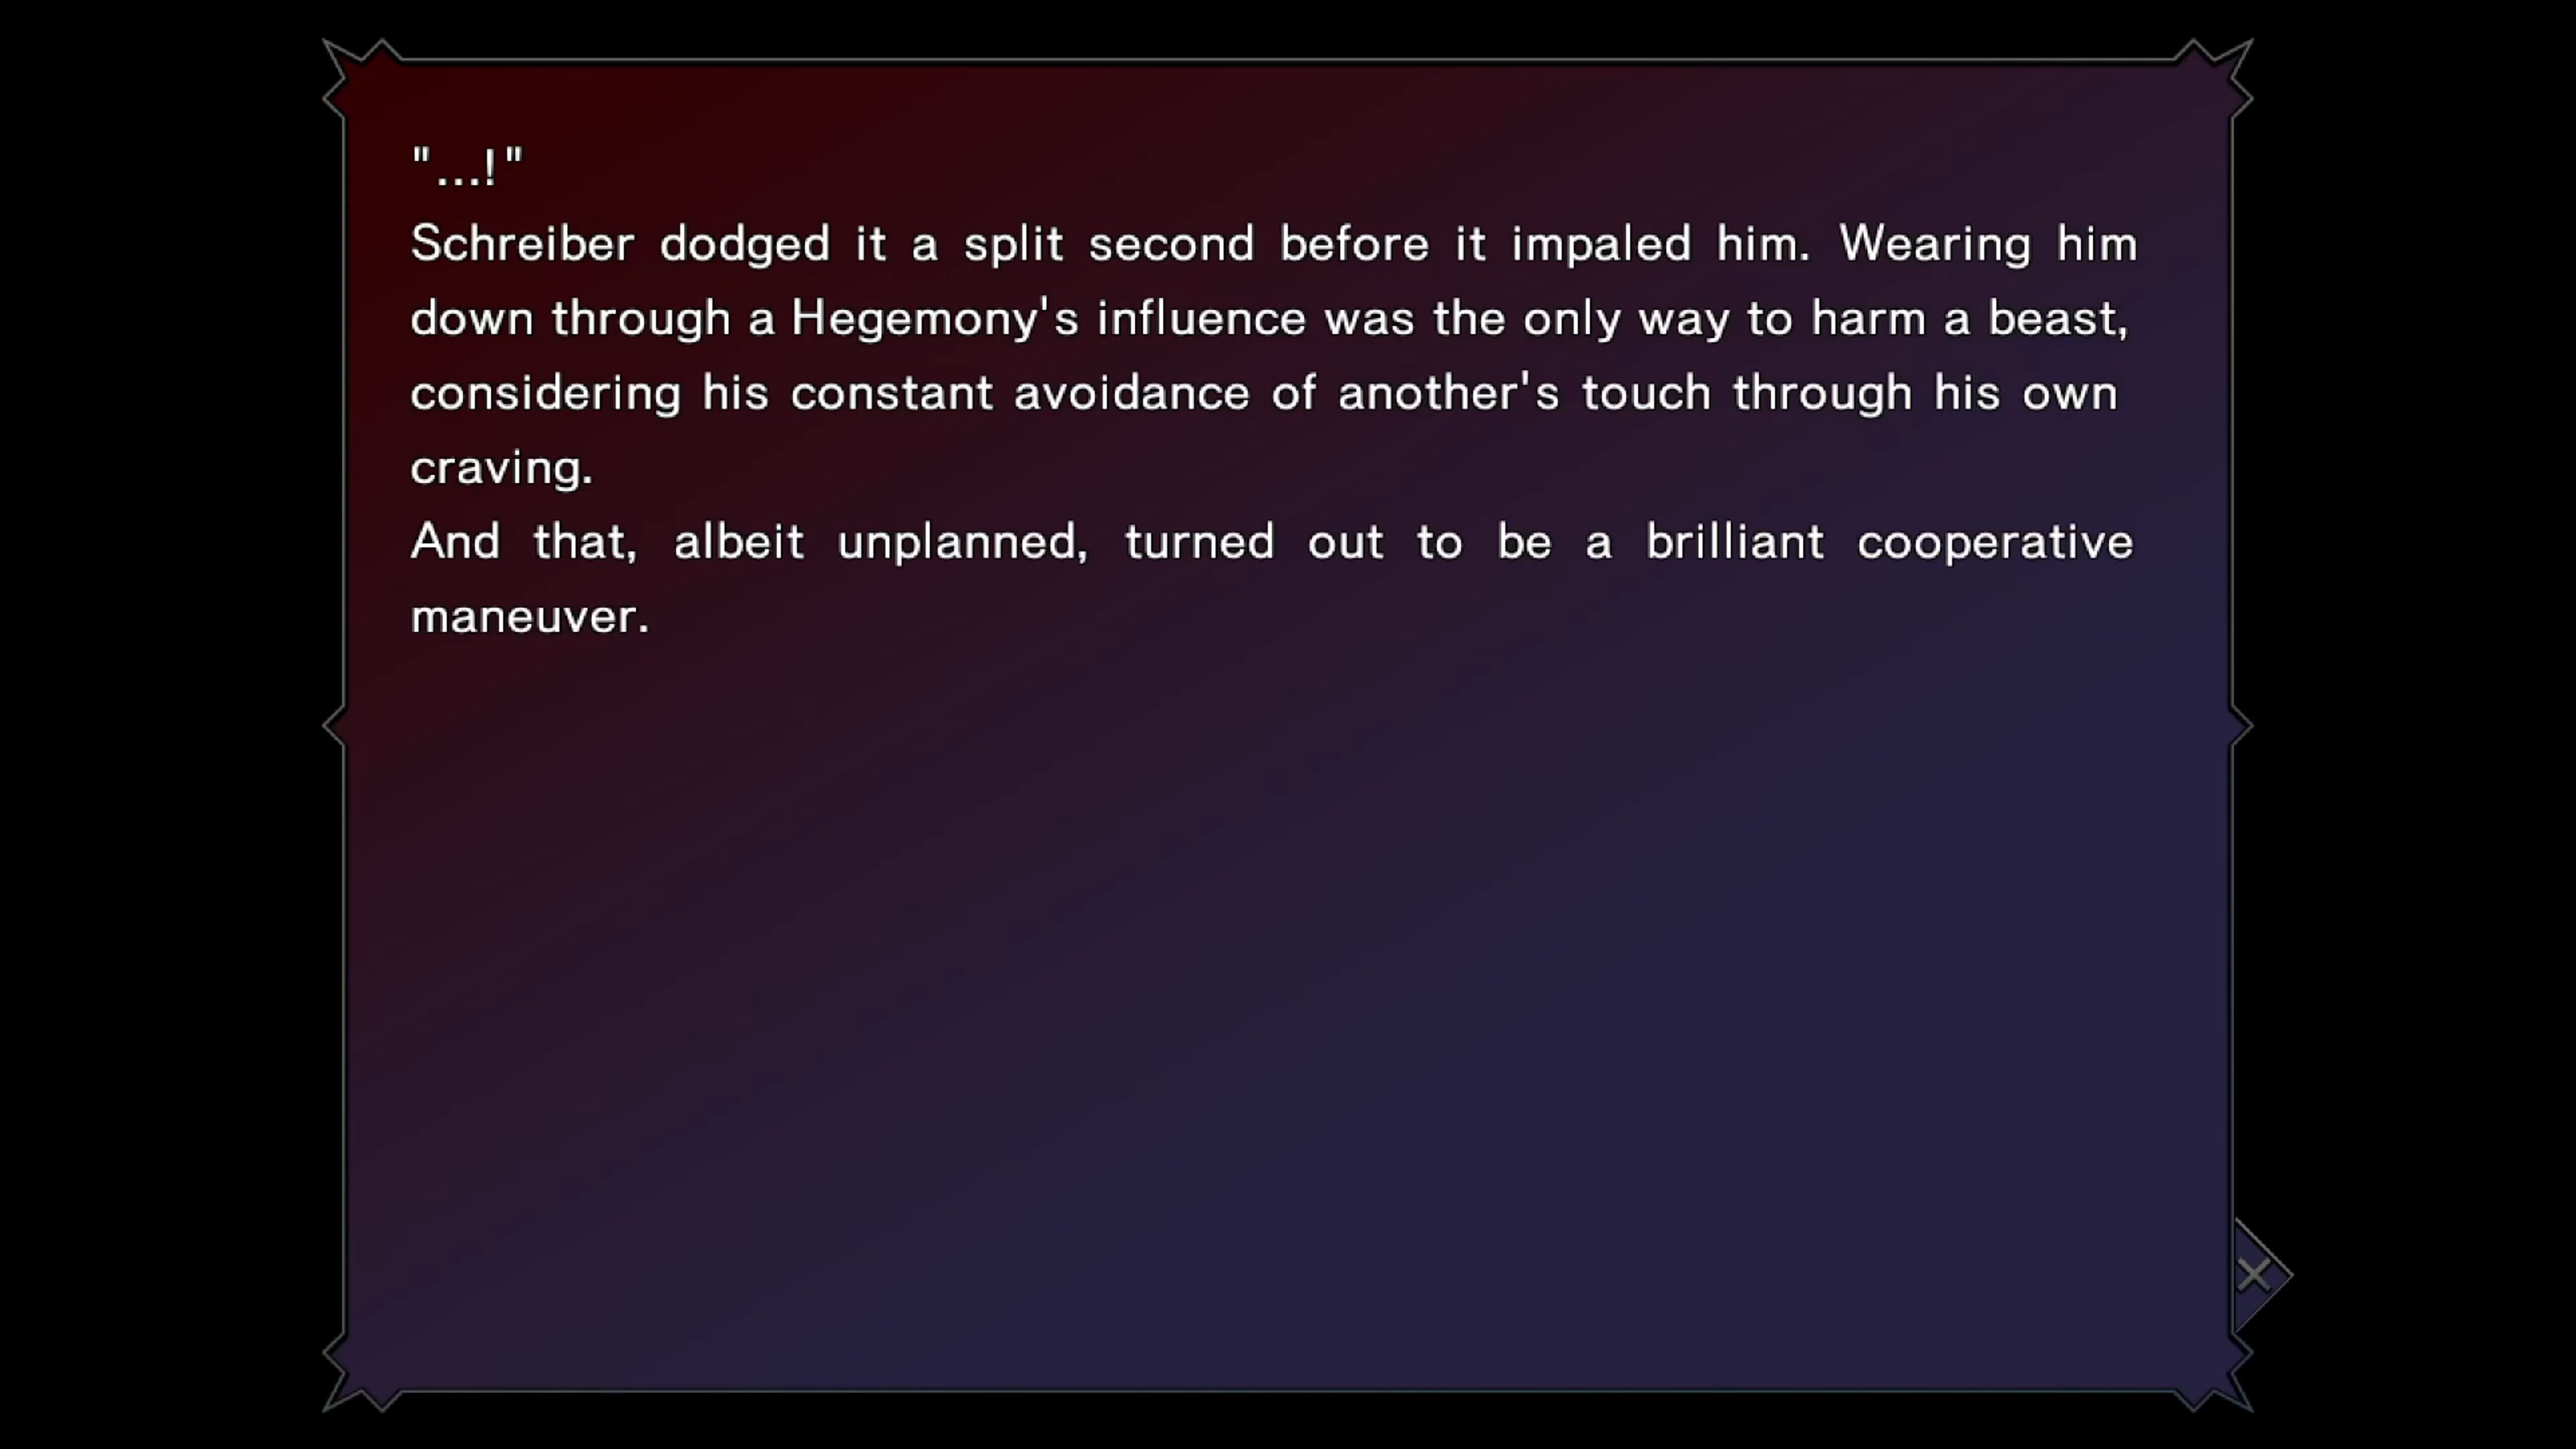 "...!"
Schreiber dodged it a split second before it impaled him. Wearing him
down through a Hegemony's influence was the only way to harm a beast,
considering his constant avoidance of another's touch through his own
craving.
And that, albeit unplanned, turned out to be a brilliant cooperative
maneuver.